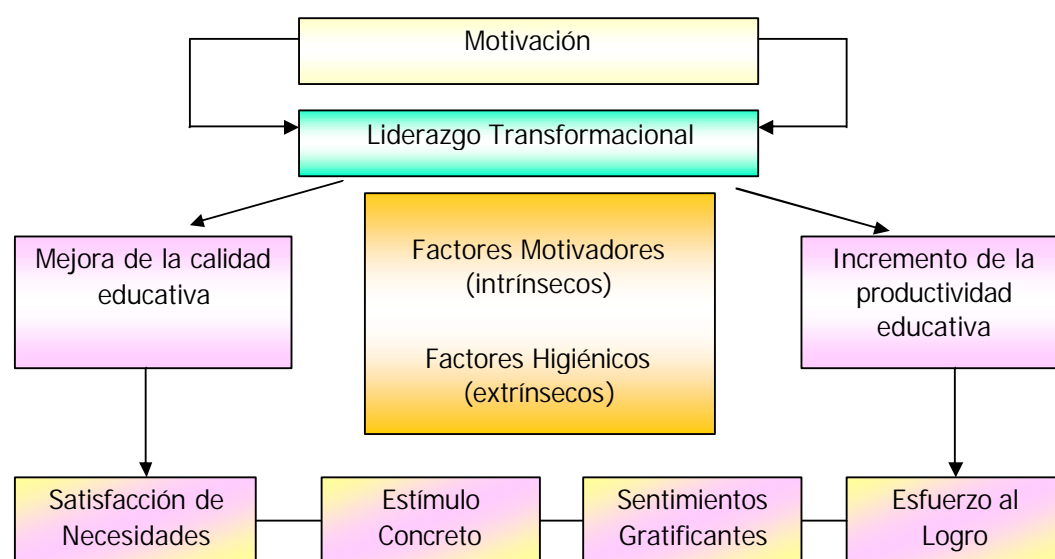 Motivación
Liderazgo Transformacional
Mejora de la calidad
educativa
Factores Motivadores
(intrínsecos)
Factores Higiénicos
(extrínsecos)
Incremento de la
productividad
educativa
Satisfacción de
Necesidades
Estímulo
Concreto
Sentimientos
Gratificantes
Esfuerzo al
Logro